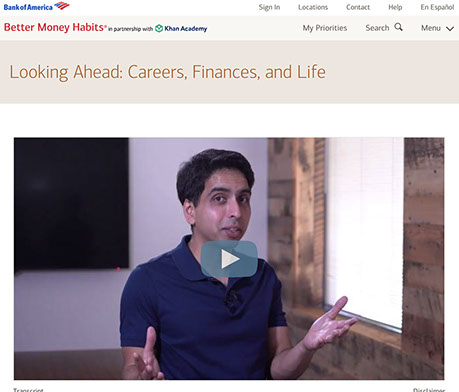 Bank of America
Sign In Locations Contact Help En Español
Better Money Habits® in partnership with Khan Academy
My Priorities Search Menu
Looking Ahead: Careers, Finances, and Life
Transcript Disclaimer